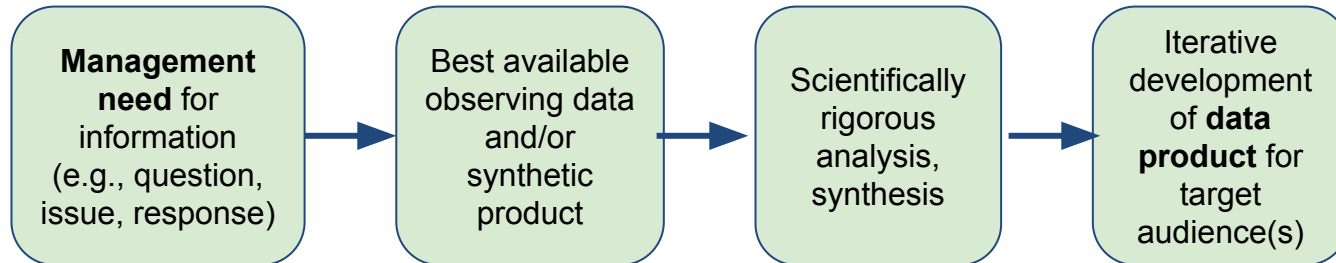 Management
need for
information
(e.g., question,
issue, response)
Best available
observing data
and/or
synthetic
product
Scientifically
rigorous
analysis,
synthesis
Iterative
development
of data
product for
target
audience(s)